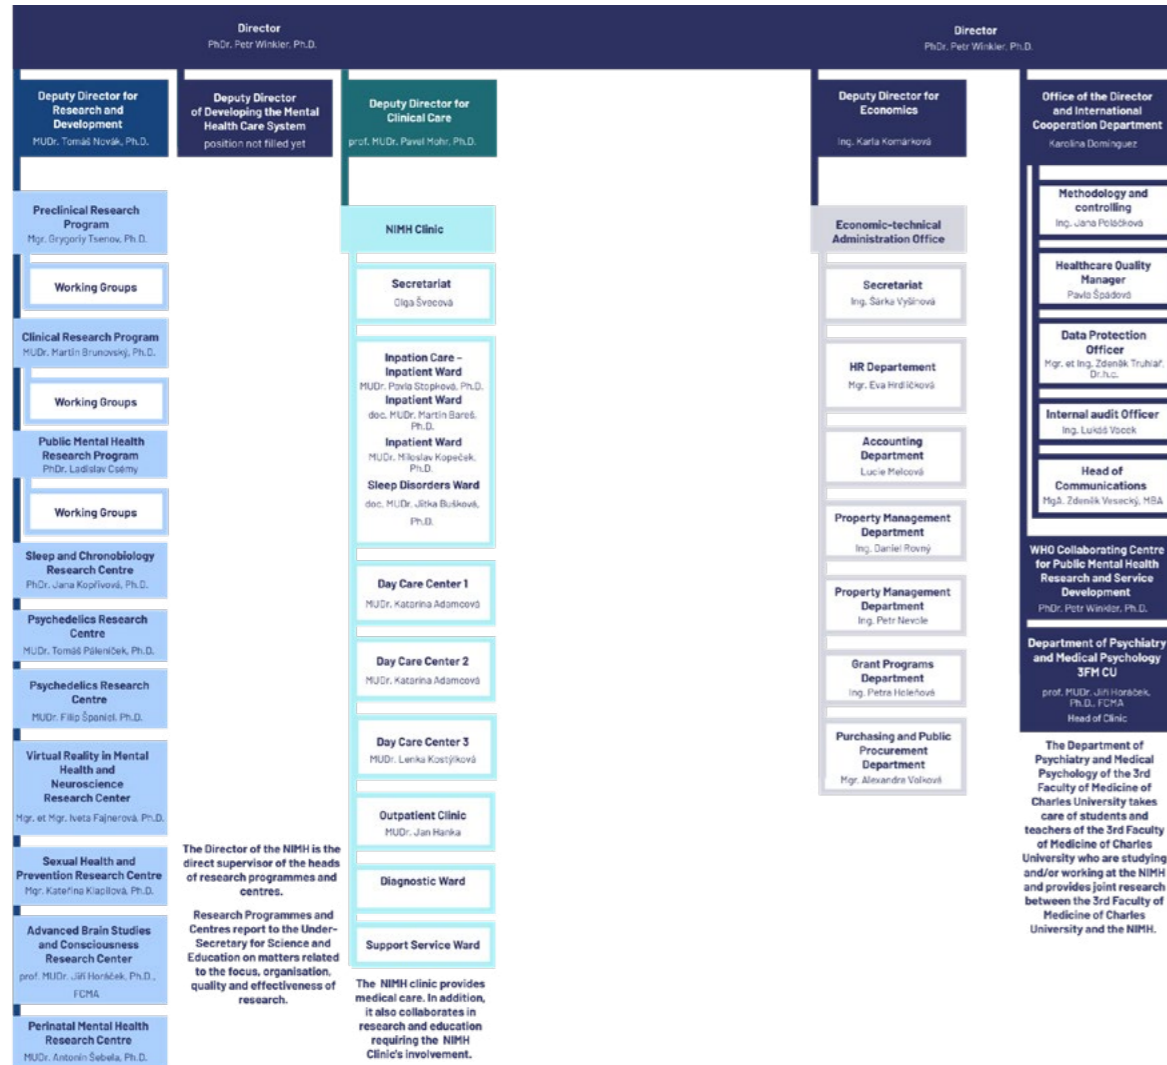 Director
PhDr. Petr Winkler, Ph.D.
Director
PhDr. Petr Winkler, Ph.D.
Deputy Director for
Research and
Development
MUDr. Tomáš Novák, Ph.D.
Preclinical Research
Program
Mgr. Grygoriy Tsenov, Ph.D.
Working Groups
Clinical Research Program
MUDr. Martin Brunovský, Ph.D.
Working Groups
Public Mental Health
Research Program
PhDr. Ladislav Csémy
Working Groups
Sleep and Chronobiology
Research Centre
PhDr. Jana Kopřivová, Ph.D.
Psychedelics Research
Centre
MUDr. Tomáš Páleníček, Ph.D.
Psychedelics Research
Centre
MUDr. Filip Španiel, Ph.D.
Virtual Reality in Mental
Health and
Neuroscience
Research Center
Mgr. et Mgr. Iveta Fajnerová, Ph.D.
Sexual Health and
Prevention Research Centre
Mgr. Kateřina Klapilová, Ph.D.
Advanced Brain Studies
and Consciousness
Research Center
prof. MUDr. Jiří Horáček, Ph.D.,
FCMA
Perinatal Mental Health
Research Centre
MUDr. Antonín Šebela, Ph.D.
Deputy Director
of Developing the Mental
Health Care System
position not filled yet
The Director of the NIMH is the
direct supervisor of the heads
of research programmes and
centres.
Research Programmes and
Centres report to the Under-
Secretary for Science and
Education on matters related
to the focus, organisation,
quality and effectiveness of
research.
Deputy Director for
Clinical Care
prof. MUDr. Pavel Mohr, Ph.D.
NIMH Clinic
Secretariat
Olga Švecová
Inpation Care –
Inpatient Ward
MUDr. Pavla Stopková, Ph.D.
Inpatient Ward
doc. MUDr. Martin Bareš,
Ph.D.
Inpatient Ward
MUDr. Miloslav Kopeček,
Ph.D.
Sleep Disorders Ward
doc. MUDr. Jitka Bušková,
Ph.D.
Day Care Center 1
MUDr. Katarina Adamcová
Day Care Center 2
MUDr. Katarina Adamcová
Day Care Center 3
MUDr. Lenka Kostýlková
Outpatient Clinic
MUDr. Jan Hanka
Diagnostic Ward
Support Service Ward
The NIMH clinic provides
medical care. In addition,
it also collaborates in
research and education
requiring the NIMH
Clinic's involvement.
Deputy Director for
Economics
Ing. Karla Komárková
Economic-technical
Administration Office
Secretariat
Ing. Šárka Vyšínová
HR Departement
Mgr. Eva Hrdličková
Accounting
Department
Lucie Melcová
Property Management
Department
Ing. Daniel Rovný
Property Management
Department
Ing. Petr Nevole
Grant Programs
Department
Ing. Petra Holeňová
Purchasing and Public
Procurement
Department
Mgr. Alexandra Volková
Office of the Director
and International
Cooperation Department
Karolína Dominguez
Methodology and
controlling
Ing. Jana Poláčková
Healthcare Quality
Manager
Pavla Špádová
Data Protection
Officer
Mgr. et Ing. Zdeněk Truhlář,
Dr.h.c.
Internal audit Officer
Ing. Lukáš Vacek
Head of
Communications
MgA. Zdeněk Vesecký, MBA
WHO Collaborating Centre
for Public Mental Health
Research and Service
Development
PhDr. Petr Winkler, Ph.D.
Department of Psychiatry
and Medical Psychology
3FM CU
prof. MUDr. Jiří Horáček,
Ph.D., FCMA
Head of Clinic
The Department of
Psychiatry and Medical
Psychology of the 3rd
Faculty of Medicine of
Charles University takes
care of students and
teachers of the 3rd Faculty
of Medicine of Charles
University who are studying
and/or working at the NIMH
and provides joint research
between the 3rd Faculty of
Medicine of Charles
University and the NIMH.